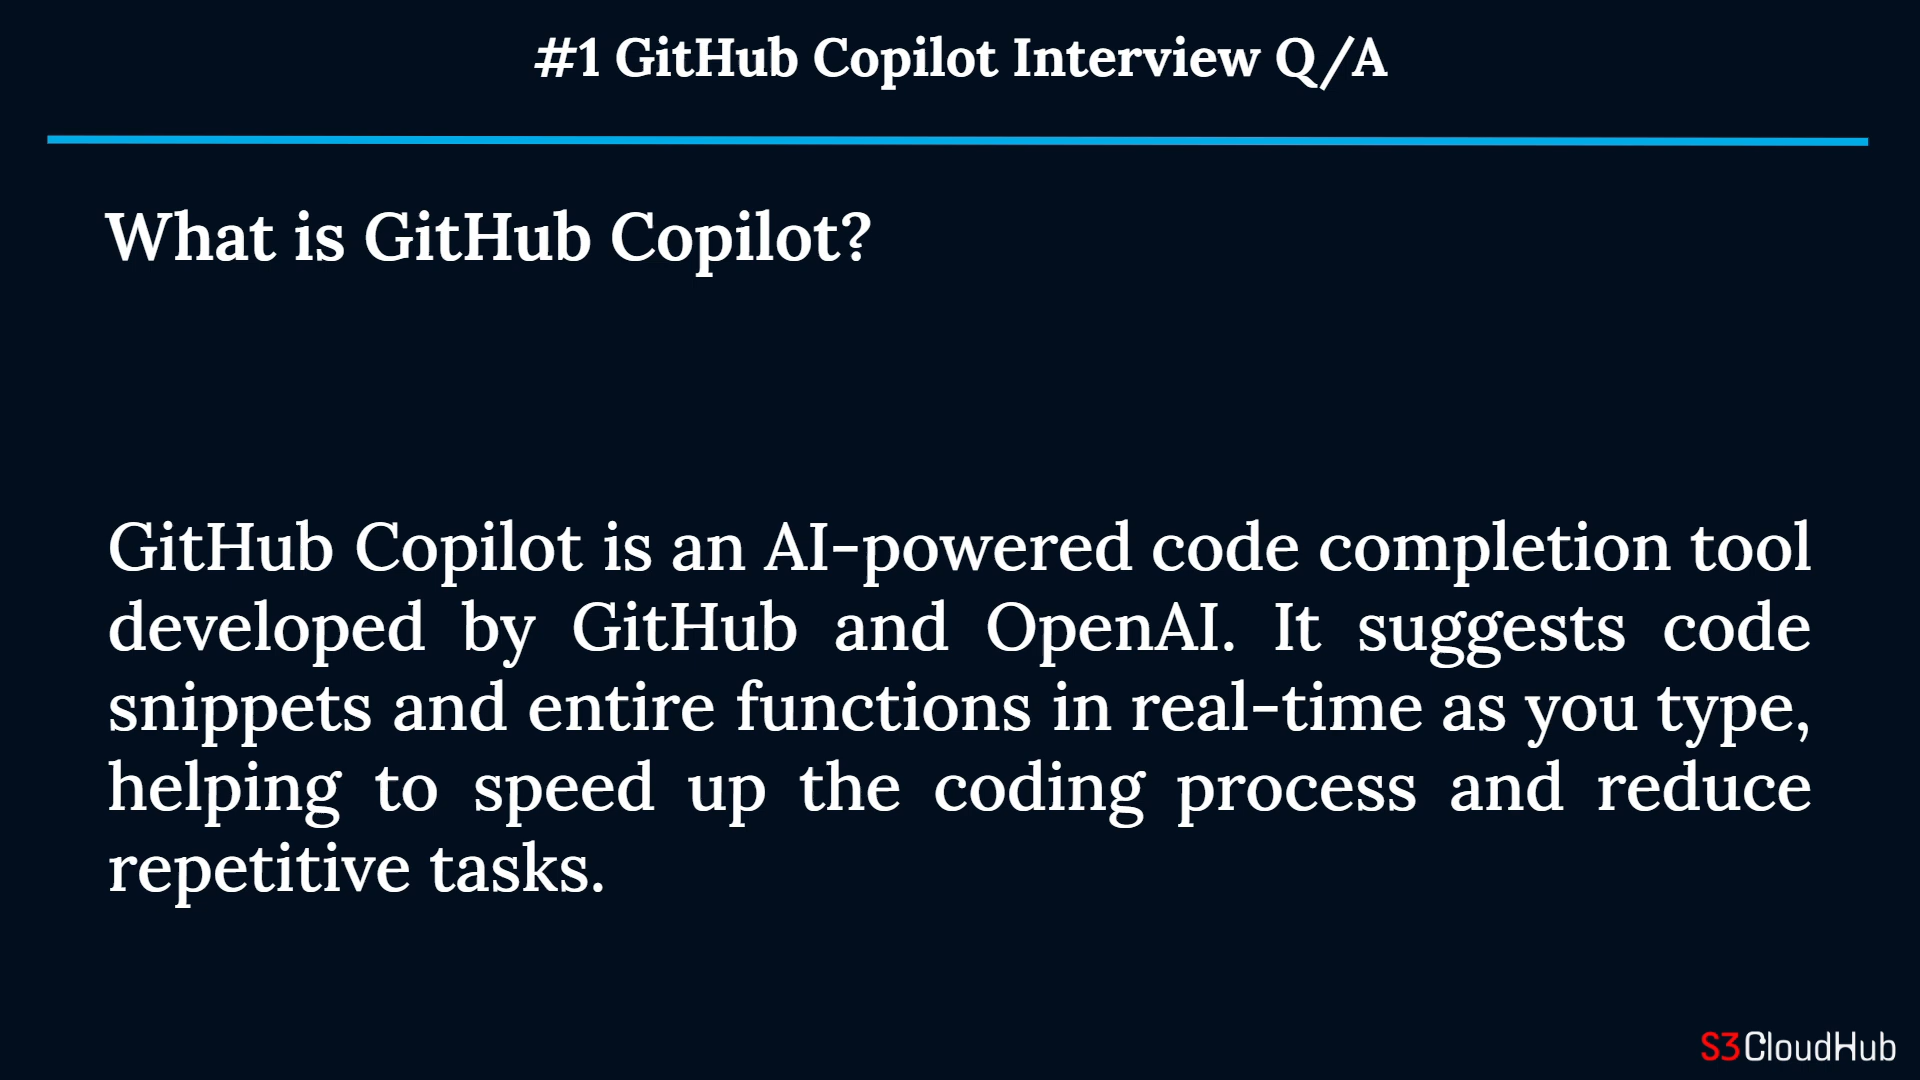 #1 GitHub Copilot Interview Q/A
What is GitHub Copilot?
GitHub Copilot is an AI-powered code completion tool
developed by GitHub and OpenAI. It suggests code
snippets and entire functions in real-time as you type,
helping to speed up the coding process and reduce
repetitive tasks.
S3CloudHub